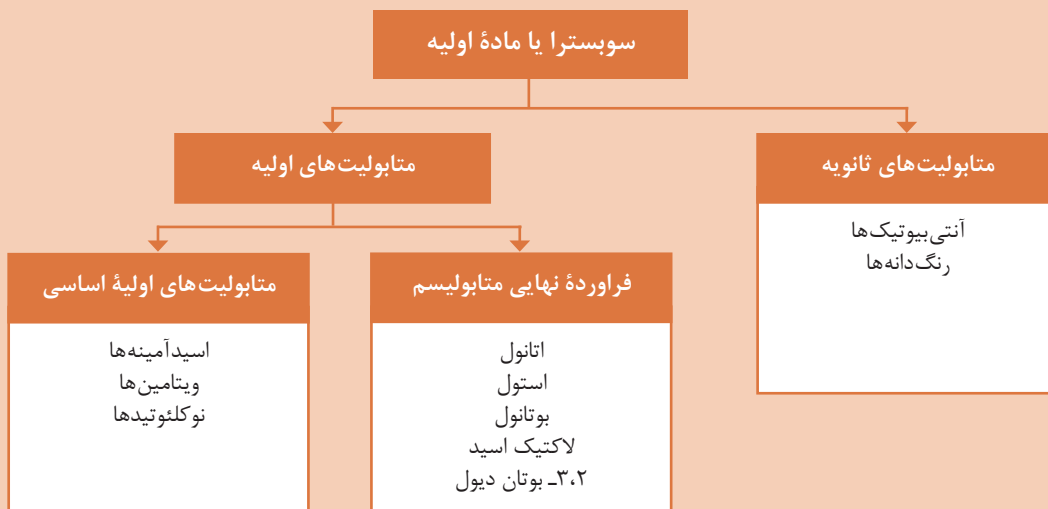 سوبسترا یا مادهٔ اولیه
متابولیت‌های ثانویه
آنتی‌بیوتیک‌ها
رنگ‌دانه‌ها
متابولیت‌های اولیه
فراوردهٔ نهایی متابولیسم
اتانول
استول
بوتانول
لاکتیک اسید
۳،۲ـ بوتان دیول
متابولیت‌های اولیهٔ اساسی
اسیدآمینه‌ها
ویتامین‌ها
نوکلئوتیدها